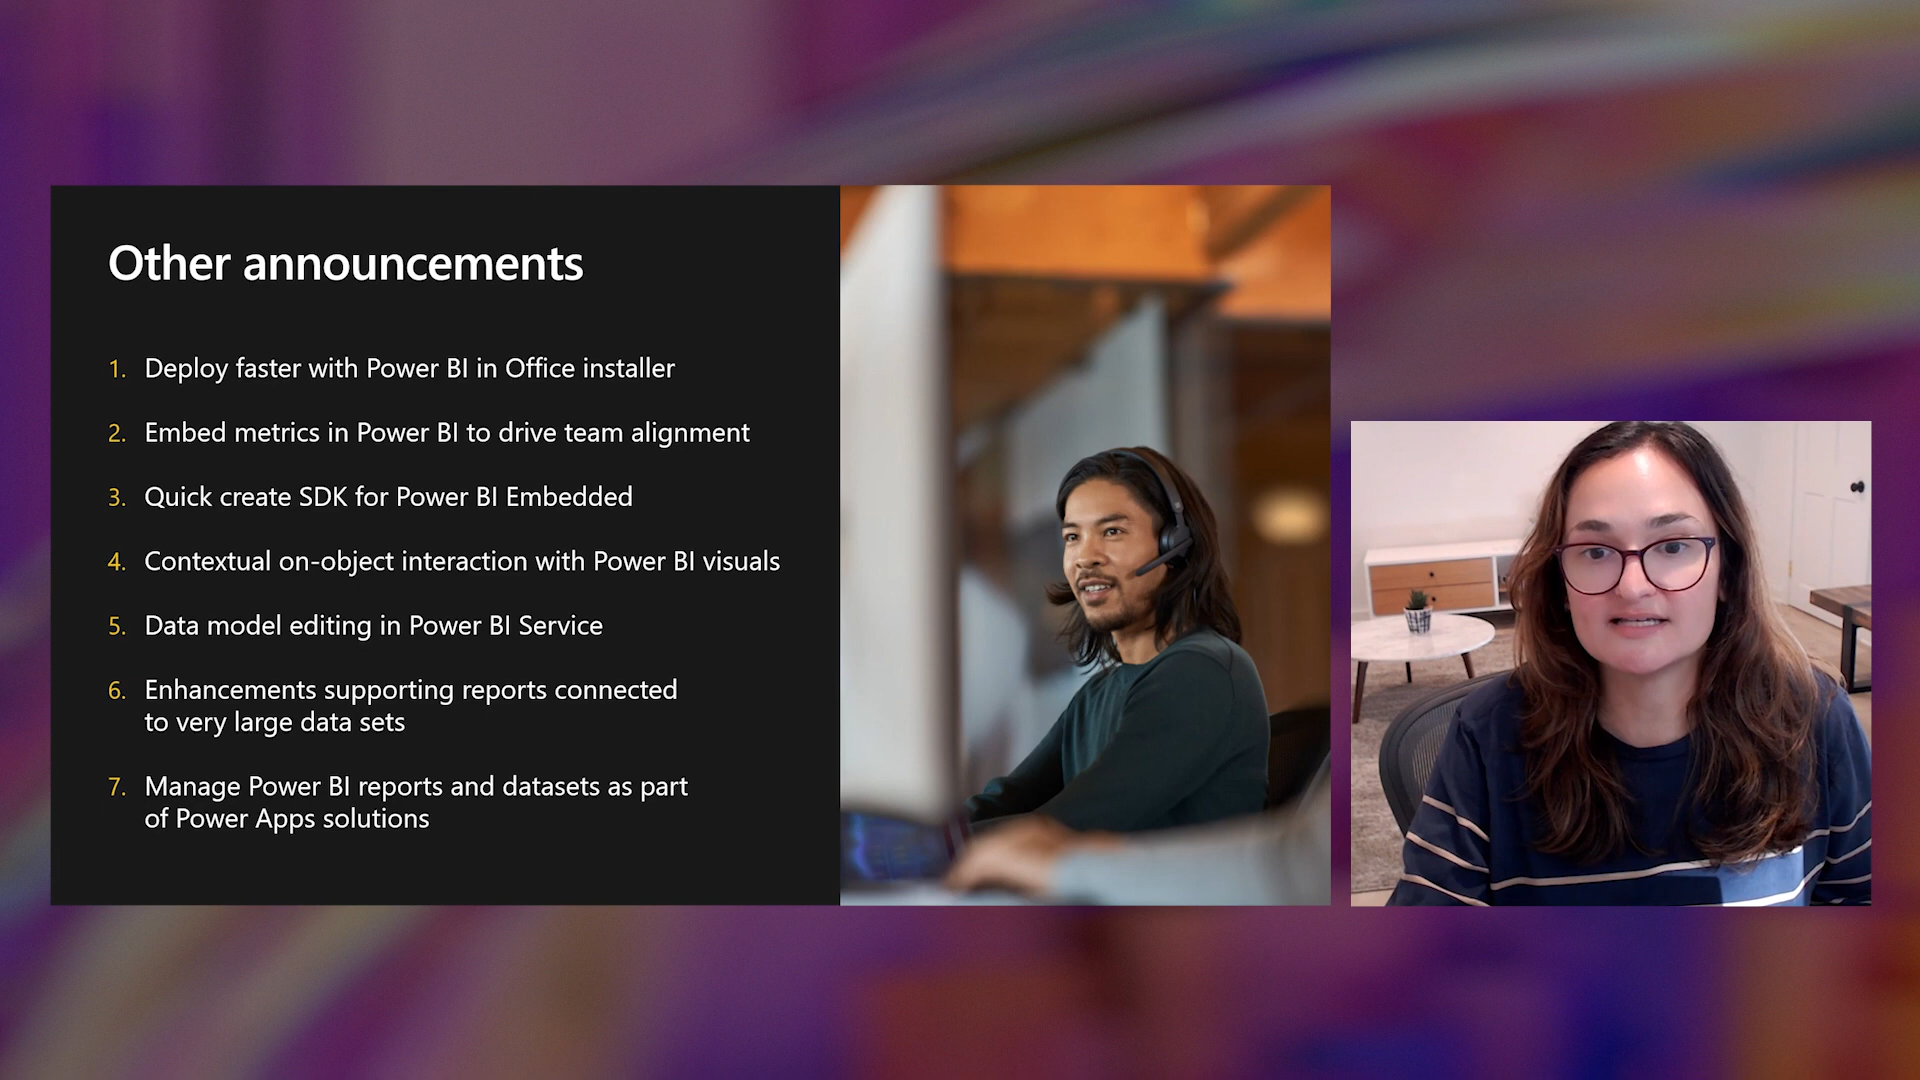 Other announcements
1. Deploy faster with Power BI in Office installer
2. Embed metrics in Power BI to drive team alignment
3. Quick create SDK for Power BI Embedded
4. Contextual on-object interaction with Power BI visuals
5. Data model editing in Power BI Service
6. Enhancements supporting reports connected
to very large data sets
7. Manage Power BI reports and datasets as part
of Power Apps solutions